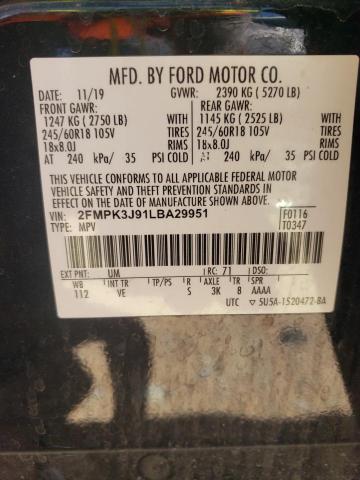 MFD. BY FORD MOTOR CO.
DATE: 11/19 GVWR: 2390 KG ( 5270 LB)
FRONT GAWR: REAR GAWR:
1247 KG ( 2750 LB) 1145 KG ( 2525 LB)
245/60R18 105V TIRES 245/60R18 105V TIRES
18x8.0J RIMS 18x8.0J RIMS
AT 240 kPa/ 35 PSI COLD AT 240 kPa/ 35 PSI COLD
THIS VEHICLE CONFORMS TO ALL APPLICABLE FEDERAL MOTOR
VEHICLE SAFETY AND BUMPER AND THEFT PREVENTION STANDARDS IN
EFFECT ON THE DATE OF MANUFACTURE SHOWN ABOVE.
VIN: 2FMPK3J91LBA29951 F0116
TYPE: MPV T0347
EXT PNT: UM RC: 71 DSO:
WB INT TR TP/PS R AXLE TR SPR
112 VE S 3K 8 AAAA
UTC 5U5A-1520472-BA